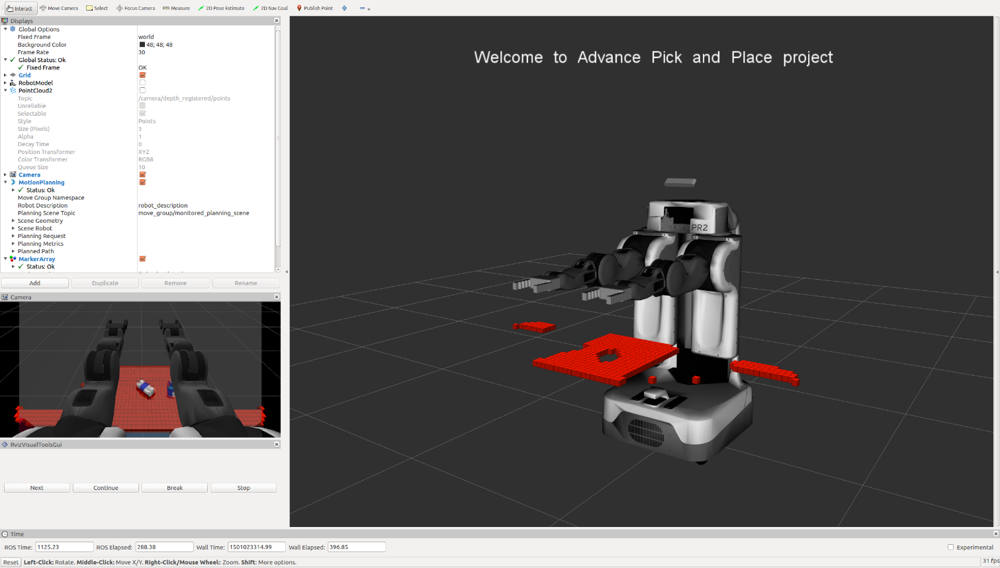 Interact Move Camera Select Focus Camera Measure 2D Pose Estimate 2D Nav Goal Publish Point
Displays
Global Options
Fixed Frame world
Background Color 48; 48; 48
Frame Rate 30
Global Status: Ok
Fixed Frame OK
Grid
RobotModel
PointCloud2
Topic /camera/depth_registered/points
Unreliable
Selectable
Style Points
Size (Pixels) 3
Alpha 1
Decay Time 0
Position Transformer XYZ
Color Transformer RGB8
Queue Size 10
Camera
MotionPlanning
Status: Ok
Move Group Namespace
Robot Description robot_description
Planning Scene Topic move_group/monitored_planning_scene
Scene Geometry
Scene Robot
Planning Request
Planning Metrics
Planned Path
MarkerArray
Status: Ok
Add Duplicate Remove Rename
Camera
RvizVisualToolsGui
Next Continue Break Stop
Welcome to Advance Pick and Place project
PR2
Time
ROS Time: 1125.23 ROS Elapsed: 288.38 Wall Time: 1501023314.99 Wall Elapsed: 396.85 Experimental
Reset Left-Click: Rotate. Middle-Click: Move X/Y. Right-Click/Mouse Wheel:: Zoom. Shift: More options. 31 fps